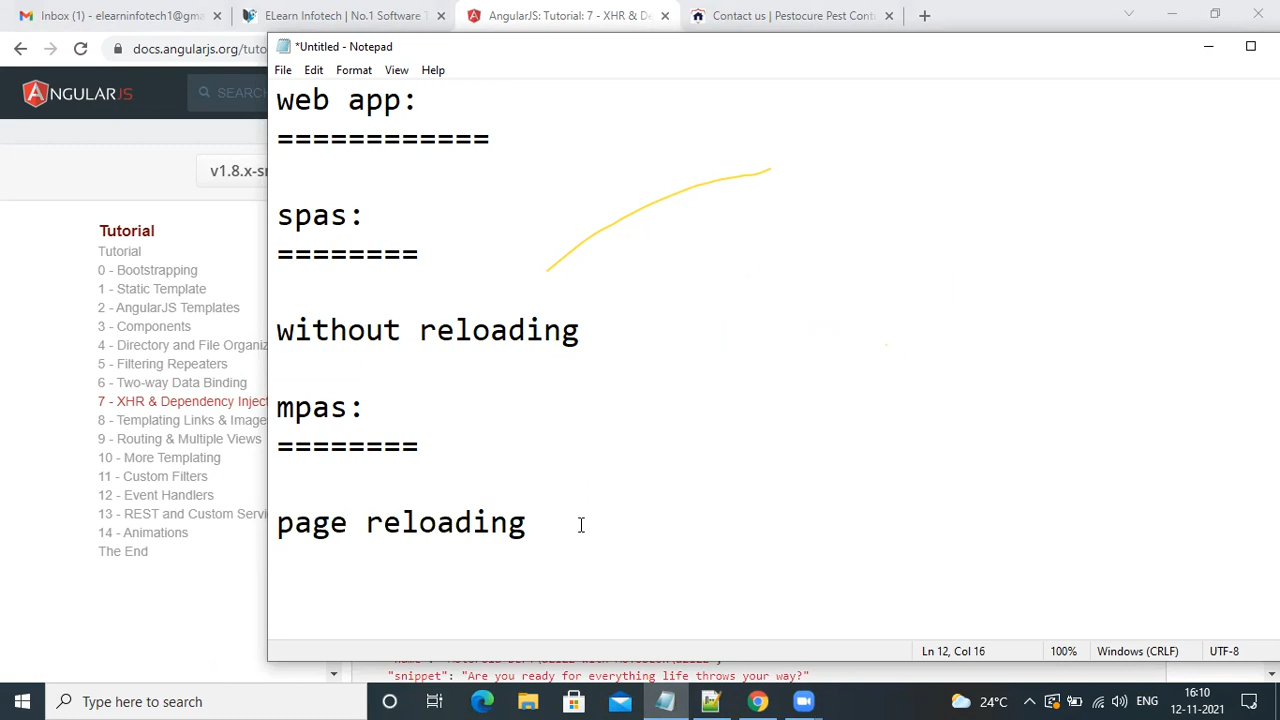 Inbox (1) - elearninfotech1@gma
ELearn Infotech | No.1 Software T
AngularJS: Tutorial: 7 - XHR & De
Contact us | Pestocure Pest Cont
docs.angularjs.org/tuto
*Untitled - Notepad
File Edit Format View Help
ANGULARJS
SEARCH
v1.8.x-sn
web app:
============
spas:
========
without reloading
mpas:
========
page reloading
Tutorial
Tutorial
0 - Bootstrapping
1 - Static Template
2 - AngularJS Templates
3 - Components
4 - Directory and File Organiz
5 - Filtering Repeaters
6 - Two-way Data Binding
7 - XHR & Dependency Inject
8 - Templating Links & Image
9 - Routing & Multiple Views
10 - More Templating
11 - Custom Filters
12 - Event Handlers
13 - REST and Custom Servi
14 - Animations
The End
Ln 12, Col 16 100% Windows (CRLF) UTF-8
"snippet": "Are you ready for everything life throws your way?"
Type here to search
24°C
ENG
16:10
12-11-2021